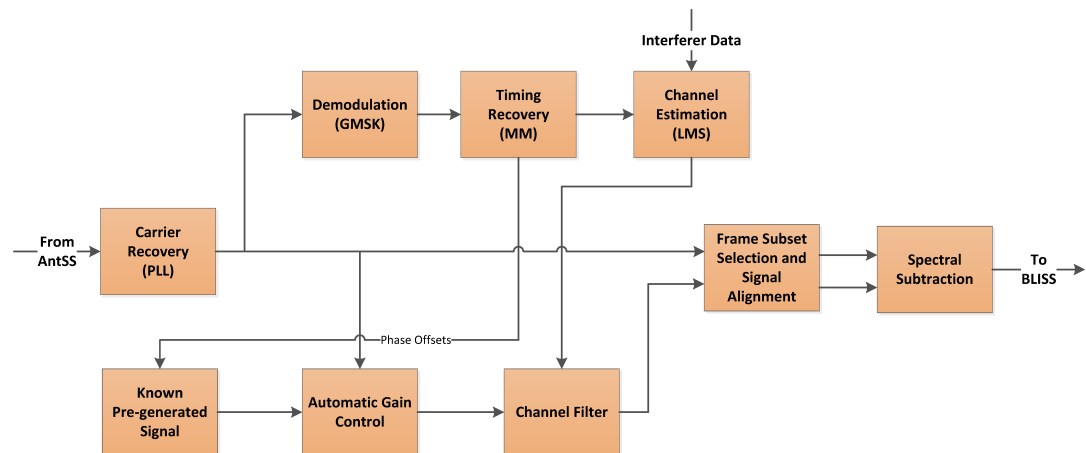 Interferer Data
Demodulation
(GMSK)
Timing
Recovery
(MM)
Channel
Estimation
(LMS)
From
AntSS
Carrier
Recovery
(PLL)
Frame Subset
Selection and
Signal
Alignment
Spectral
Subtraction
To
BLISS
Phase Offsets
Known
Pre-generated
Signal
Automatic Gain
Control
Channel Filter